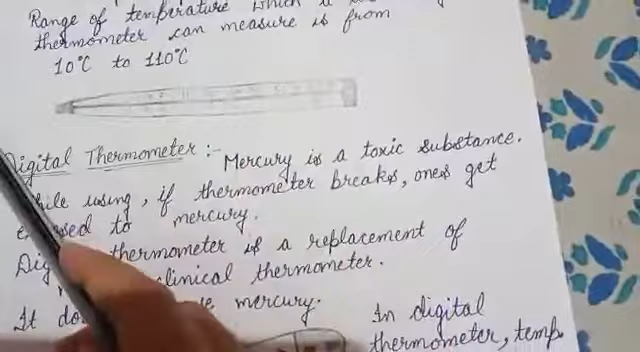 Range of temperature which a
thermometer can measure is from
10°C to 110°C
Digital Thermometer :- Mercury is a toxic substance.
While using, if thermometer breaks, ones get
to mercury.
thermometer is a replacement of
clinical thermometer.
It mercury. In digital
thermometer, temp